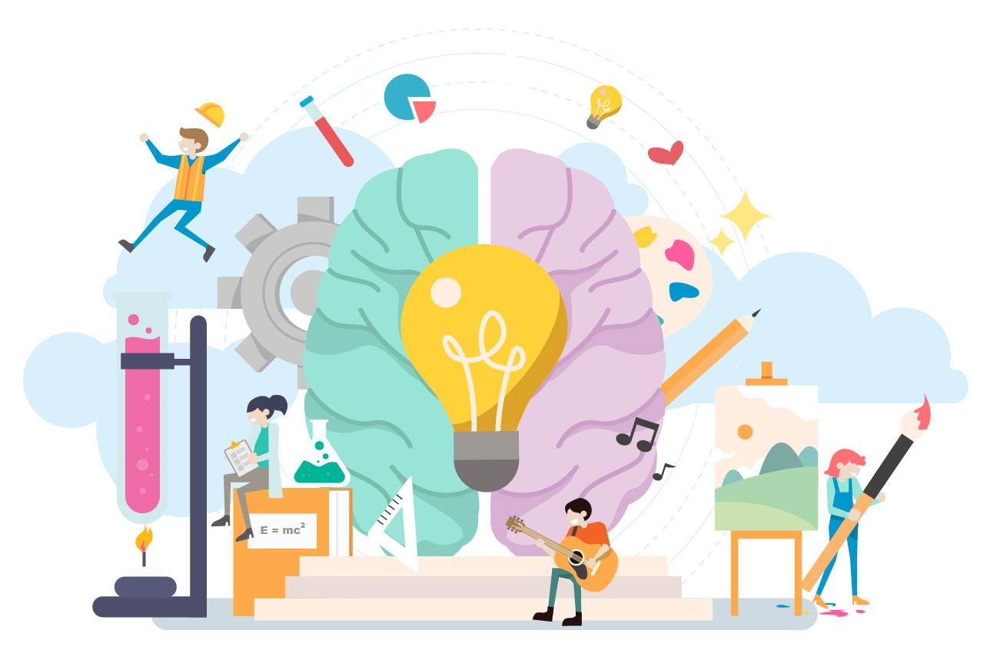 E = mc²